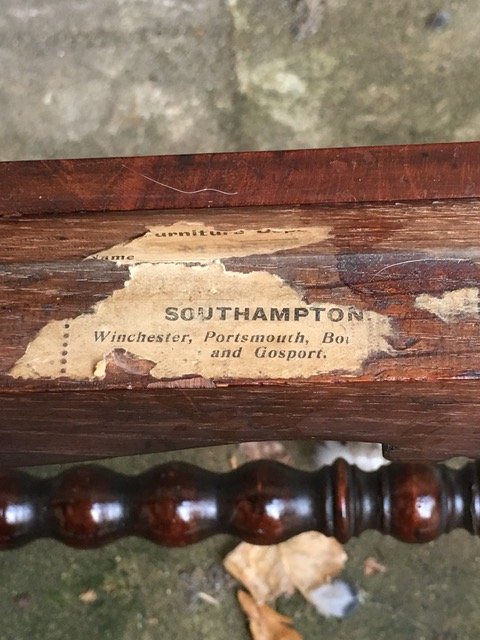 urniture
ame
SOUTHAMPTON
Winchester, Portsmouth, Bo
and Gosport.